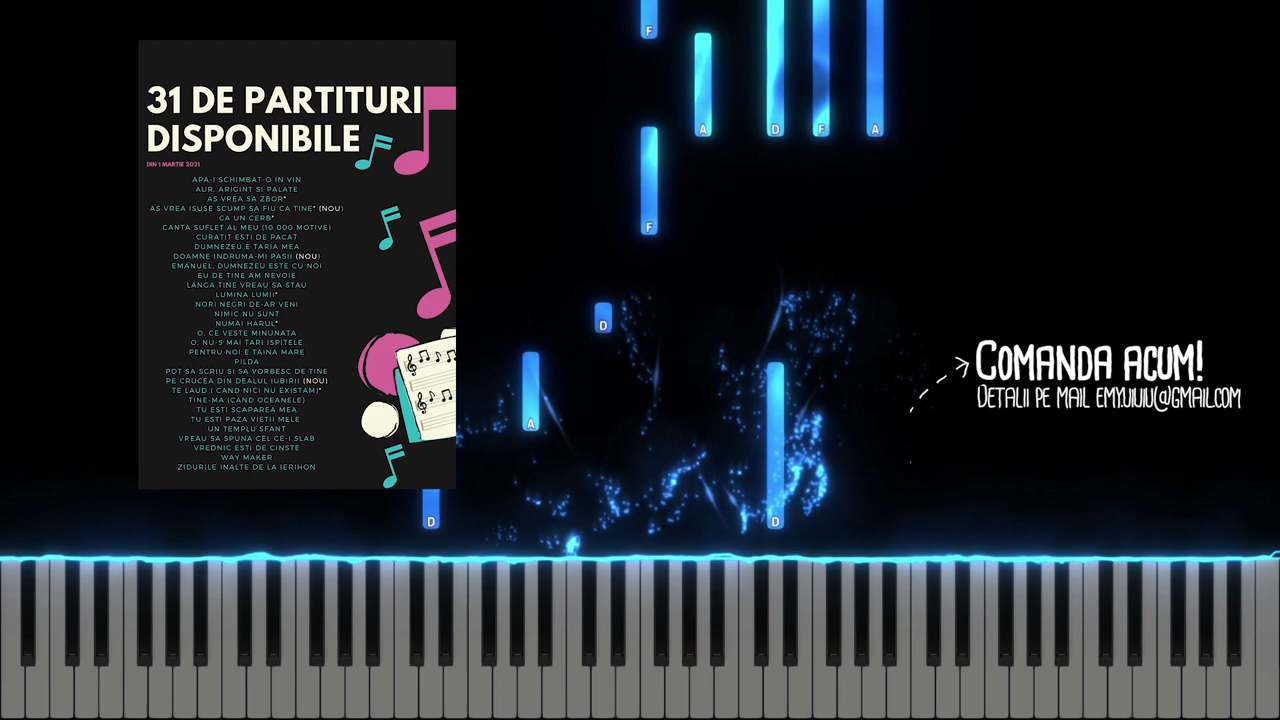 31 DE PARTITURI
DISPONIBILE
DIN 1 MARTIE 2021
APA-I SCHIMBAT-O IN VIN
AUR, ARIGINT SI PALATE
AS VREA SA ZBOR*
AS VREA ISUSE SCUMP SA FIU CA TINE* (NOU)
CA UN CERB*
CANTA SUFLET AL MEU (10 000 MOTIVE)
CURATIT ESTI DE PACAT
DUMNEZEU E TARIA MEA
DOAMNE INDRUMA-MI PASII (NOU)
EMANUEL, DUMNEZEU ESTE CU NOI
EU DE TINE AM NEVOIE
LANGA TINE VREAU SA STAU
LUMINA LUMII*
NORI NEGRI DE-AR VENI
NIMIC NU SUNT
NUMAI HARUL*
O, CE VESTE MINUNATA
O, NU-S MAI TARI ISPITELE
PENTRU NOI E TAINA MARE
PILDA
POT SA SCRIU SI SA VORBESC DE TINE
PE CRUCEA DIN DEALUL IUBIRII (NOU)
TE LAUD (CAND NICI NU EXISTAM)*
TINE-MA (CAND OCEANELE)
TU ESTI SCAPAREA MEA
TU ESTI PAZA VIETII MELE
UN TEMPLU SFANT
VREAU SA SPUNA CEL CE-I SLAB
VREDNIC ESTI DE CINSTE
WAY MAKER
ZIDURILE INALTE DE LA IERIHON
F
A
D
F
A
F
D
COMANDA ACUM!
DETALII PE MAIL EMY.UIUIU@GMAIL.COM
A
D
D